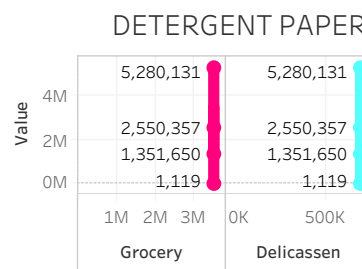 DETERGENT PAPER
5,280,131 5,280,131
4M
Value
2,550,357 2,550,357
2M
1,351,650 1,351,650
0M 1,119 1,119
1M 2M 3M 0K 500K
Grocery Delicassen